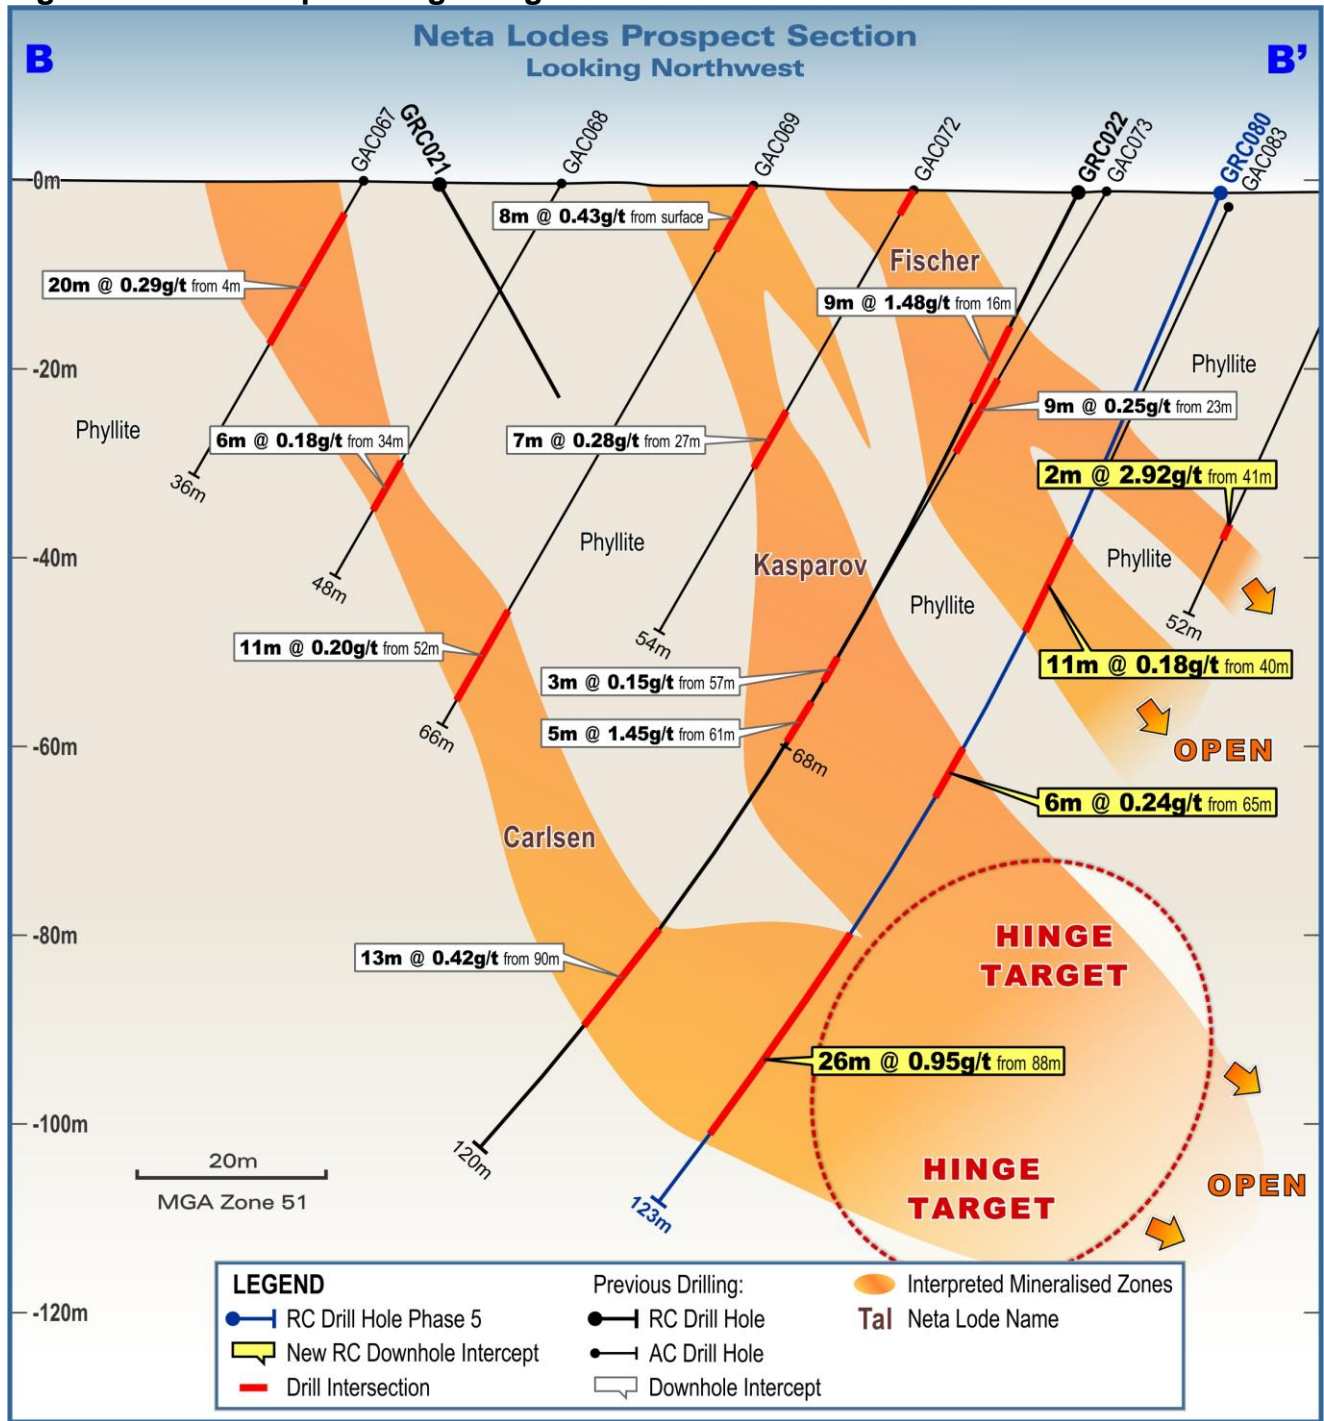 Neta Lodes Prospect Section
Looking Northwest
B
B’
GAC067
GRC021
GAC068
GAC069
GAC072
GRC022
GAC073
GRC080
GAC083
0m
8m @ 0.43g/t from surface
Fischer
20m @ 0.29g/t from 4m
9m @ 1.48g/t from 16m
-20m
Phyllite
9m @ 0.25g/t from 23m
Phyllite
6m @ 0.18g/t from 34m
7m @ 0.28g/t from 27m
2m @ 2.92g/t from 41m
36m
Phyllite
-40m
Kasparov
Phyllite
48m
Phyllite
52m
54m
11m @ 0.20g/t from 52m
11m @ 0.18g/t from 40m
3m @ 0.15g/t from 57m
66m
5m @ 1.45g/t from 61m
-60m
OPEN
68m
6m @ 0.24g/t from 65m
Carlsen
-80m
HINGE
TARGET
13m @ 0.42g/t from 90m
26m @ 0.95g/t from 88m
-100m
120m
20m
HINGE
TARGET
OPEN
MGA Zone 51
123m
LEGEND
RC Drill Hole Phase 5
New RC Downhole Intercept
Drill Intersection
Previous Drilling:
RC Drill Hole
AC Drill Hole
Downhole Intercept
Interpreted Mineralised Zones
Tal Neta Lode Name
-120m